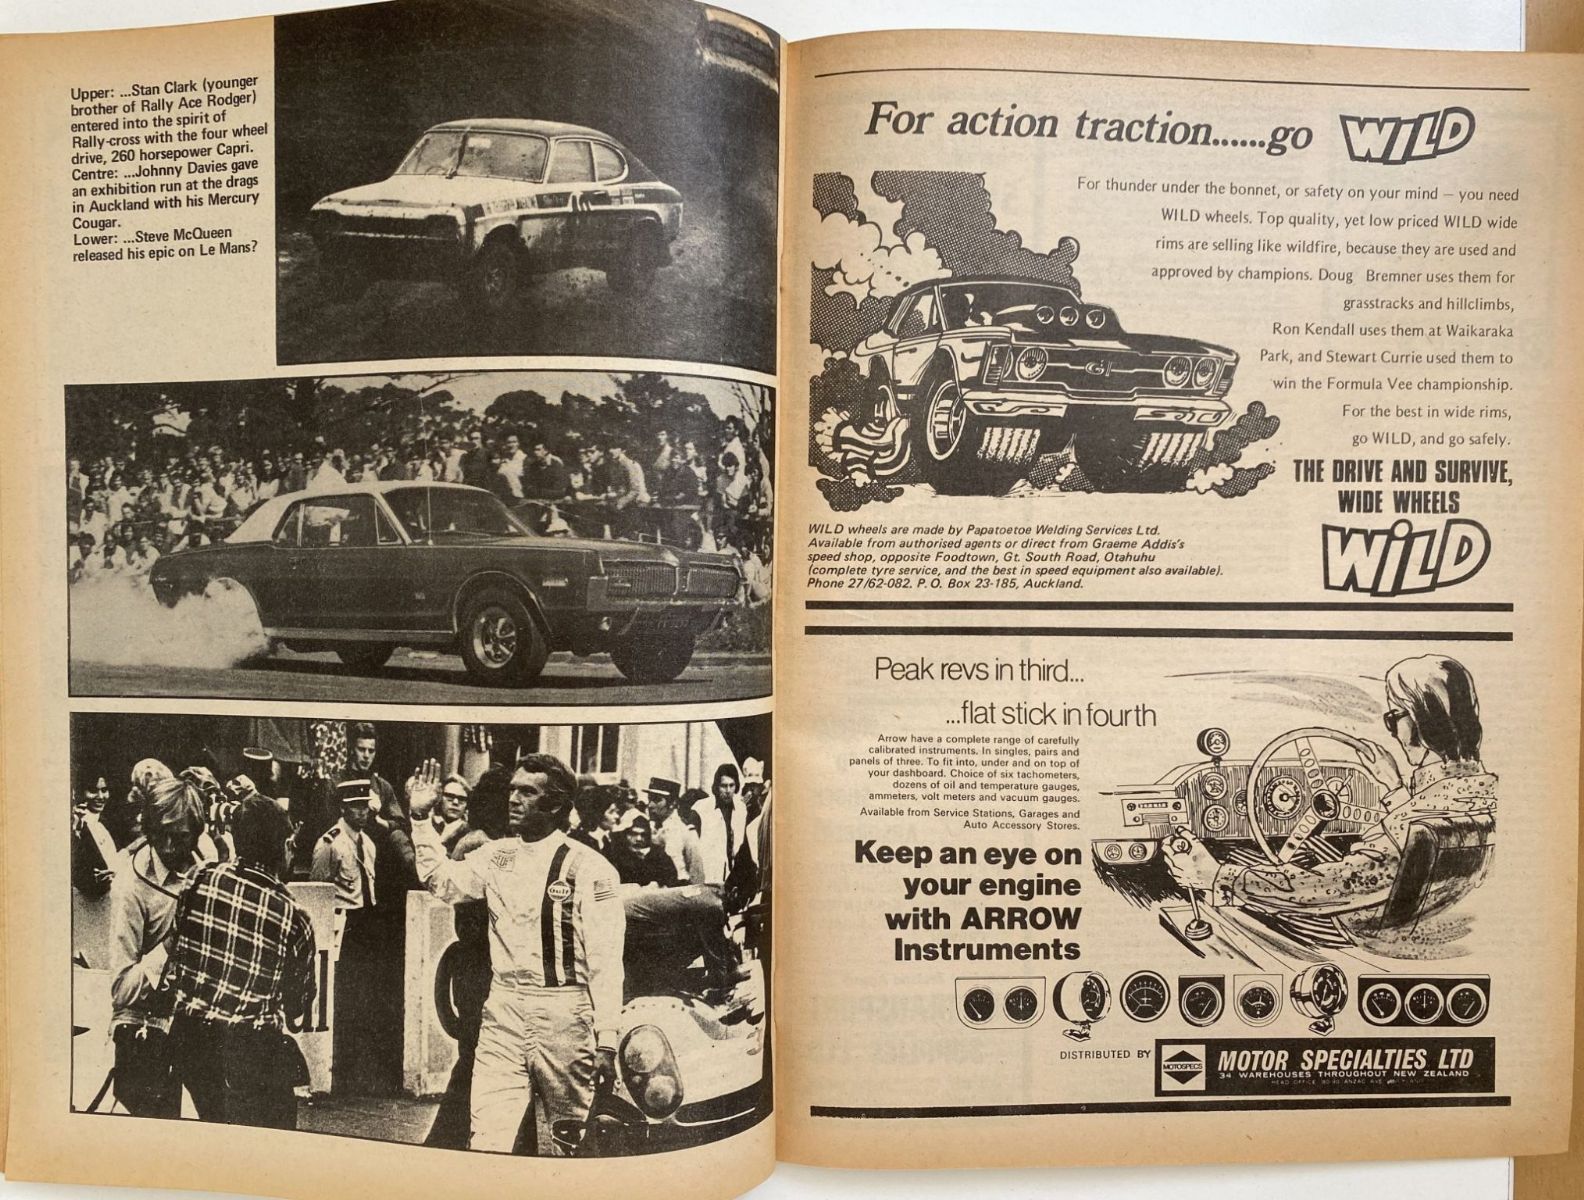 Upper: ...Stan Clark (younger
brother of Rally Ace Rodger)
entered into the spirit of
Rally-cross with the four wheel
drive, 260 horsepower Capri.
Centre: ...Johnny Davies gave
an exhibition run at the drags
in Auckland with his Mercury
Cougar.
Lower: ...Steve McQueen
released his epic on Le Mans?
Gulf
For action traction......go WiLD
For thunder under the bonnet, or safety on your mind — you need
WILD wheels. Top quality, yet low priced WILD wide
rims are selling like wildfire, because they are used and
approved by champions. Doug Bremner uses them for
grasstracks and hillclimbs,
Ron Kendall uses them at Waikaraka
Park, and Stewart Currie used them to
win the Formula Vee championship.
For the best in wide rims,
go WILD, and go safely.
GT
THE DRIVE AND SURVIVE,
WIDE WHEELS
WiLD
WILD wheels are made by Papatoetoe Welding Services Ltd.
Available from authorised agents or direct from Graeme Addis's
speed shop, opposite Foodtown, Gt. South Road, Otahuhu
(complete tyre service, and the best in speed equipment also available).
Phone 27/62-082. P. O. Box 23-185, Auckland.
Peak revs in third...
...flat stick in fourth
Arrow have a complete range of carefully
calibrated instruments. In singles, pairs and
panels of three. To fit into, under and on top of
your dashboard. Choice of six tachometers,
dozens of oil and temperature gauges,
ammeters, volt meters and vacuum gauges.
Available from Service Stations, Garages and
Auto Accessory Stores.
Keep an eye on
your engine
with ARROW
Instruments
DISTRIBUTED BY
MOTOSPECS
MOTOR SPECIALTIES LTD
34 WAREHOUSES THROUGHOUT NEW ZEALAND
HEAD OFFICE ANZAC AVE